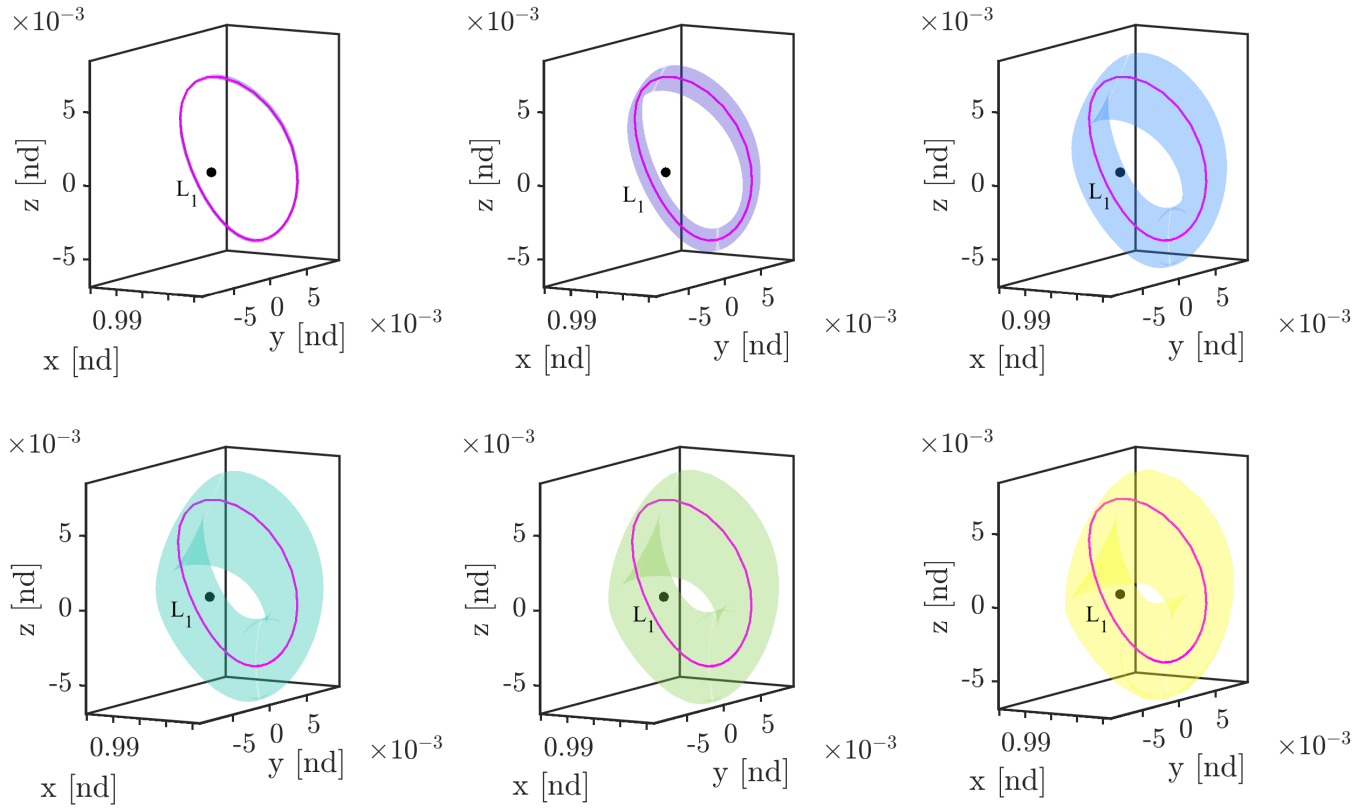 ×10⁻³ ×10⁻³ ×10⁻³
5 5 5
z [nd] 0 z [nd] 0 z [nd] 0
L₁ L₁ L₁
-5 -5 -5
0.99 -5 0 5 0.99 -5 0 5 0.99 -5 0 5
×10⁻³ ×10⁻³ ×10⁻³
x [nd] y [nd] x [nd] y [nd] x [nd] y [nd]
×10⁻³ ×10⁻³ ×10⁻³
5 5 5
z [nd] 0 z [nd] 0 z [nd] 0
L₁ L₁ L₁
-5 -5 -5
0.99 -5 0 5 0.99 -5 0 5 0.99 -5 0 5
×10⁻³ ×10⁻³ ×10⁻³
x [nd] y [nd] x [nd] y [nd] x [nd] y [nd]